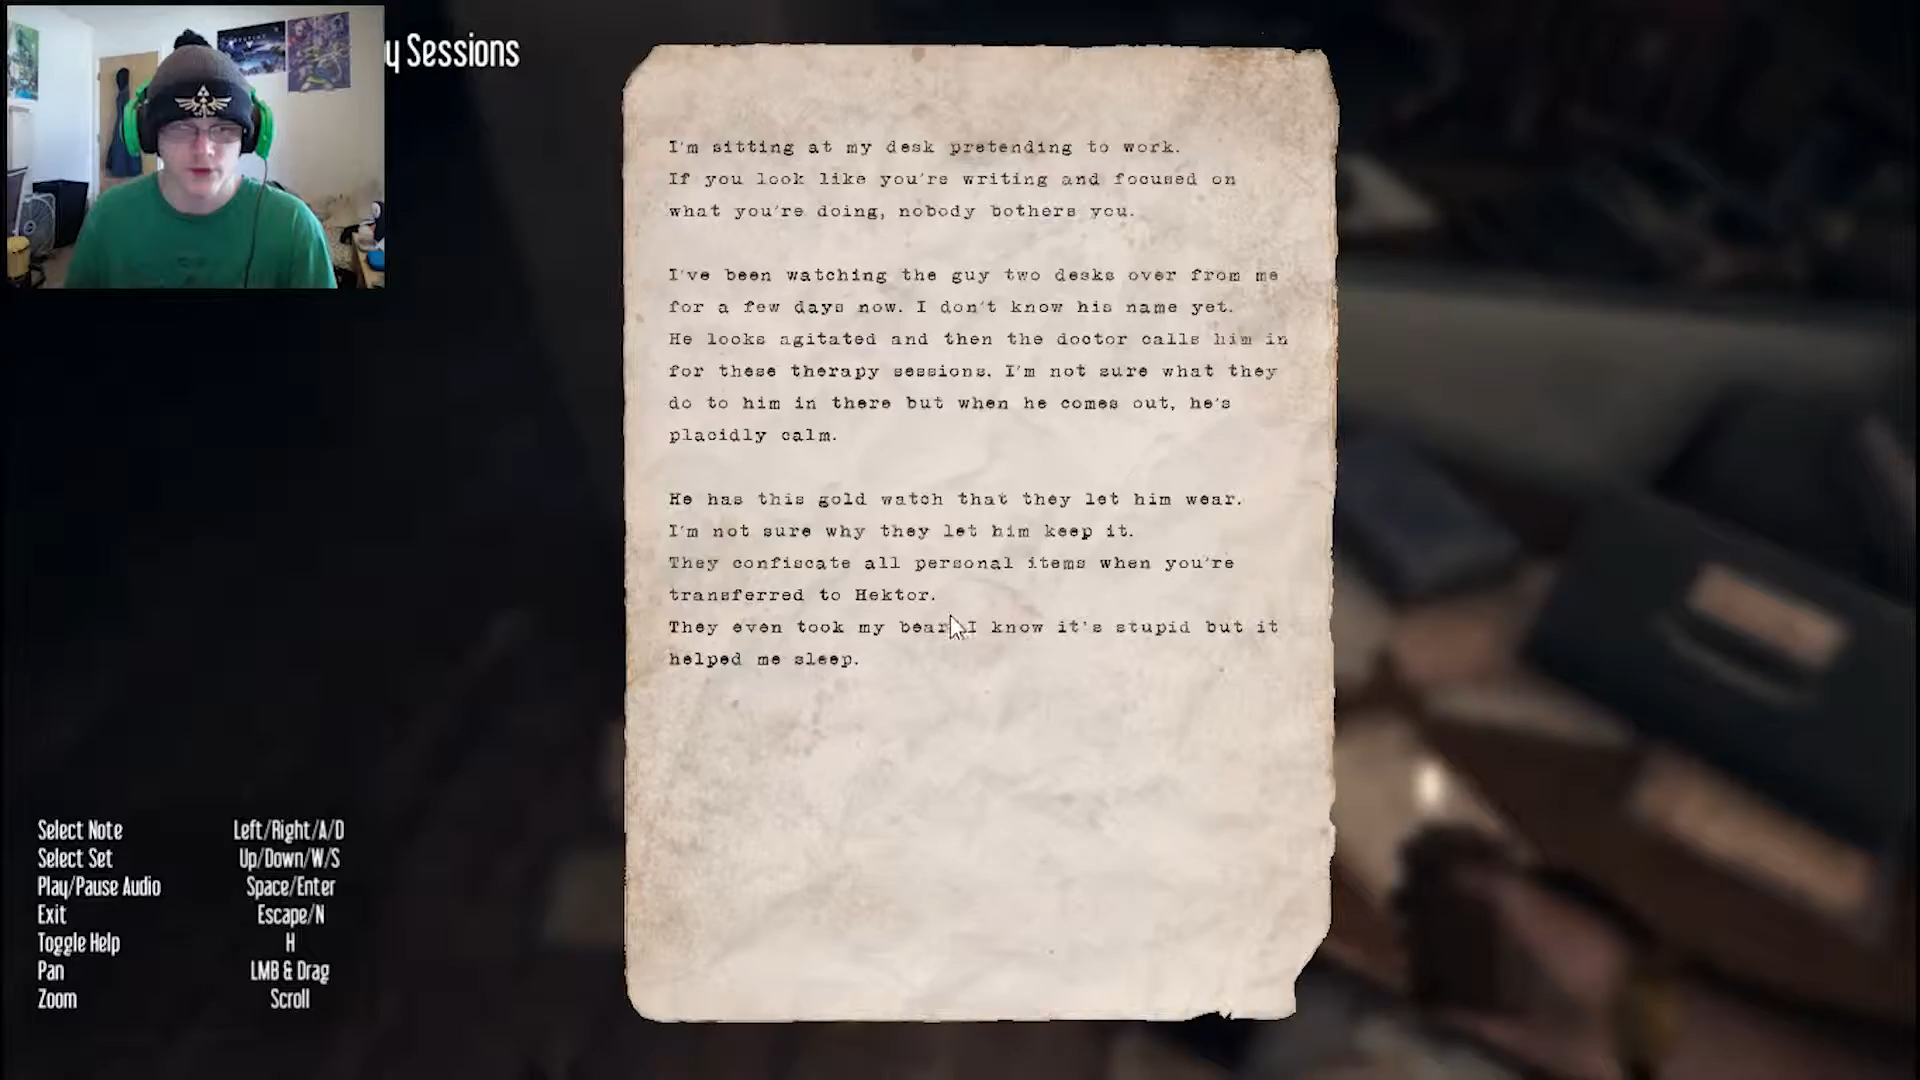 y Sessions
I'm sitting at my desk pretending to work.
If you look like you're writing and focused on
what you're doing, nobody bothers you.
I've been watching the guy two desks over from me
for a few days now. I don't know his name yet.
He looks agitated and then the doctor calls him in
for these therapy sessions. I'm not sure what they
do to him in there but when he comes out, he's
placidly calm.
He has this gold watch that they let him wear.
I'm not sure why they let him keep it.
They confiscate all personal items when you're
transferred to Hektor.
They even took my bear I know it's stupid but it
helped me sleep.
Select Note Left/Right/A/D
Select Set Up/Down/W/S
Play/Pause Audio Space/Enter
Exit Escape/N
Toggle Help H
Pan LMB & Drag
Zoom Scroll